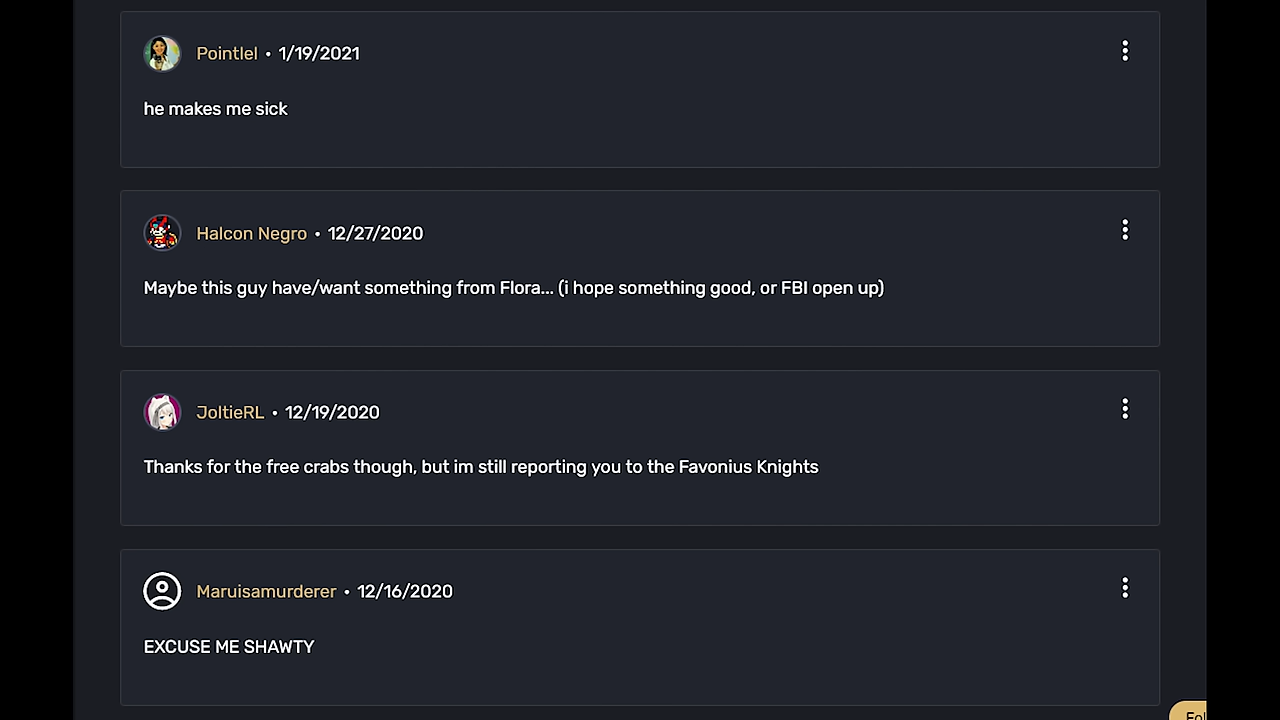 Pointlel • 1/19/2021
he makes me sick
Halcon Negro • 12/27/2020
Maybe this guy have/want something from Flora... (i hope something good, or FBI open up)
JoltieRL • 12/19/2020
Thanks for the free crabs though, but im still reporting you to the Favonius Knights
Maruisamurderer • 12/16/2020
EXCUSE ME SHAWTY